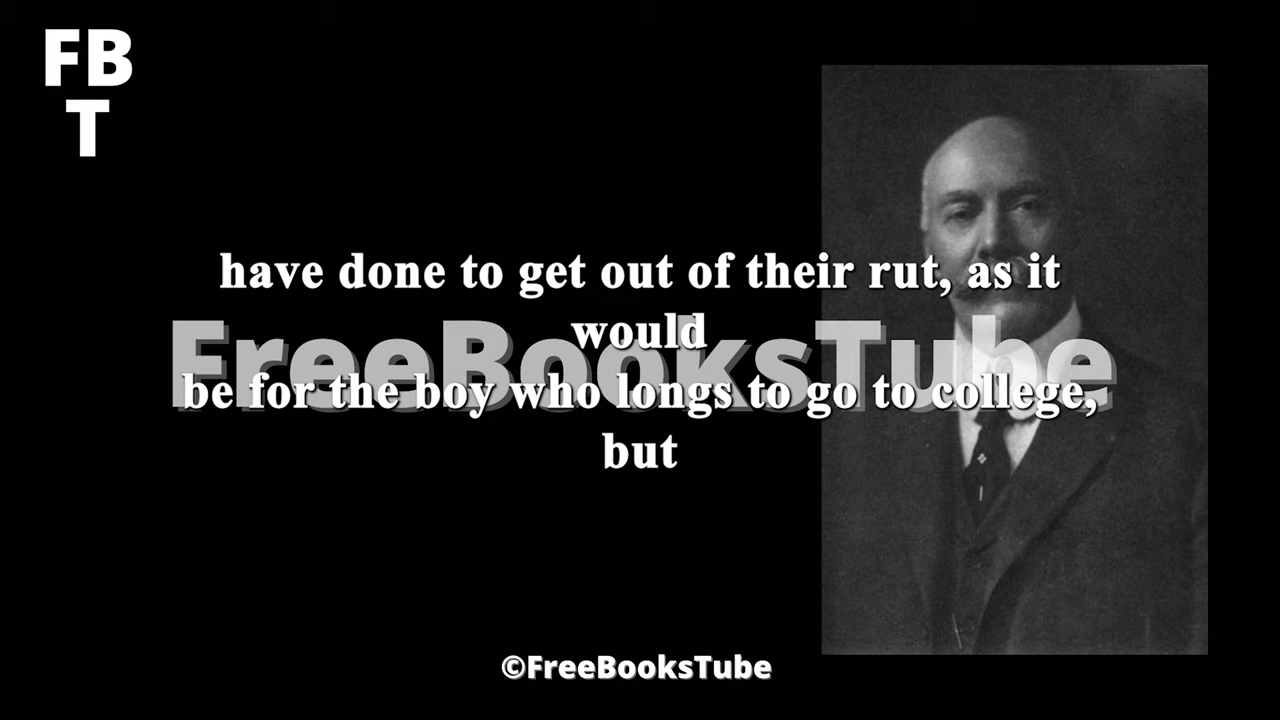 FB
T
have done to get out of their rut, as it
would
FreeBooksTube
be for the boy who longs to go to college,
but
©FreeBooksTube